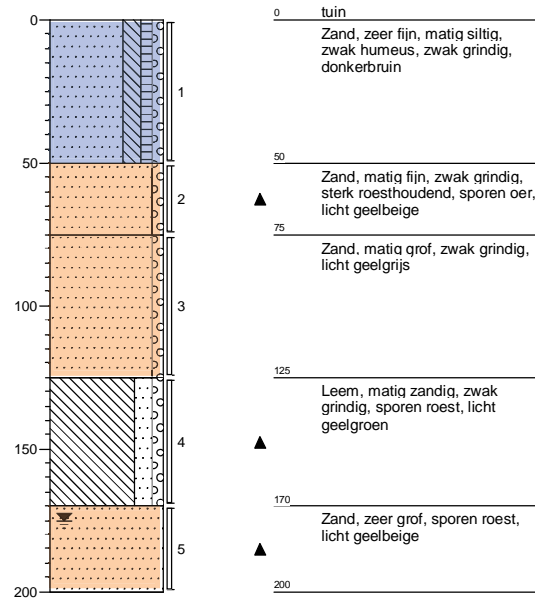 0
50
100
150
200
1
2
3
4
5
0
tuin
Zand, zeer fijn, matig siltig,
zwak humeus, zwak grindig,
donkerbruin
50
Zand, matig fijn, zwak grindig,
sterk roesthoudend, sporen oer,
licht geelbeige
75
Zand, matig grof, zwak grindig,
licht geelgrijs
125
Leem, matig zandig, zwak
grindig, sporen roest, licht
geelgroen
170
Zand, zeer grof, sporen roest,
licht geelbeige
200